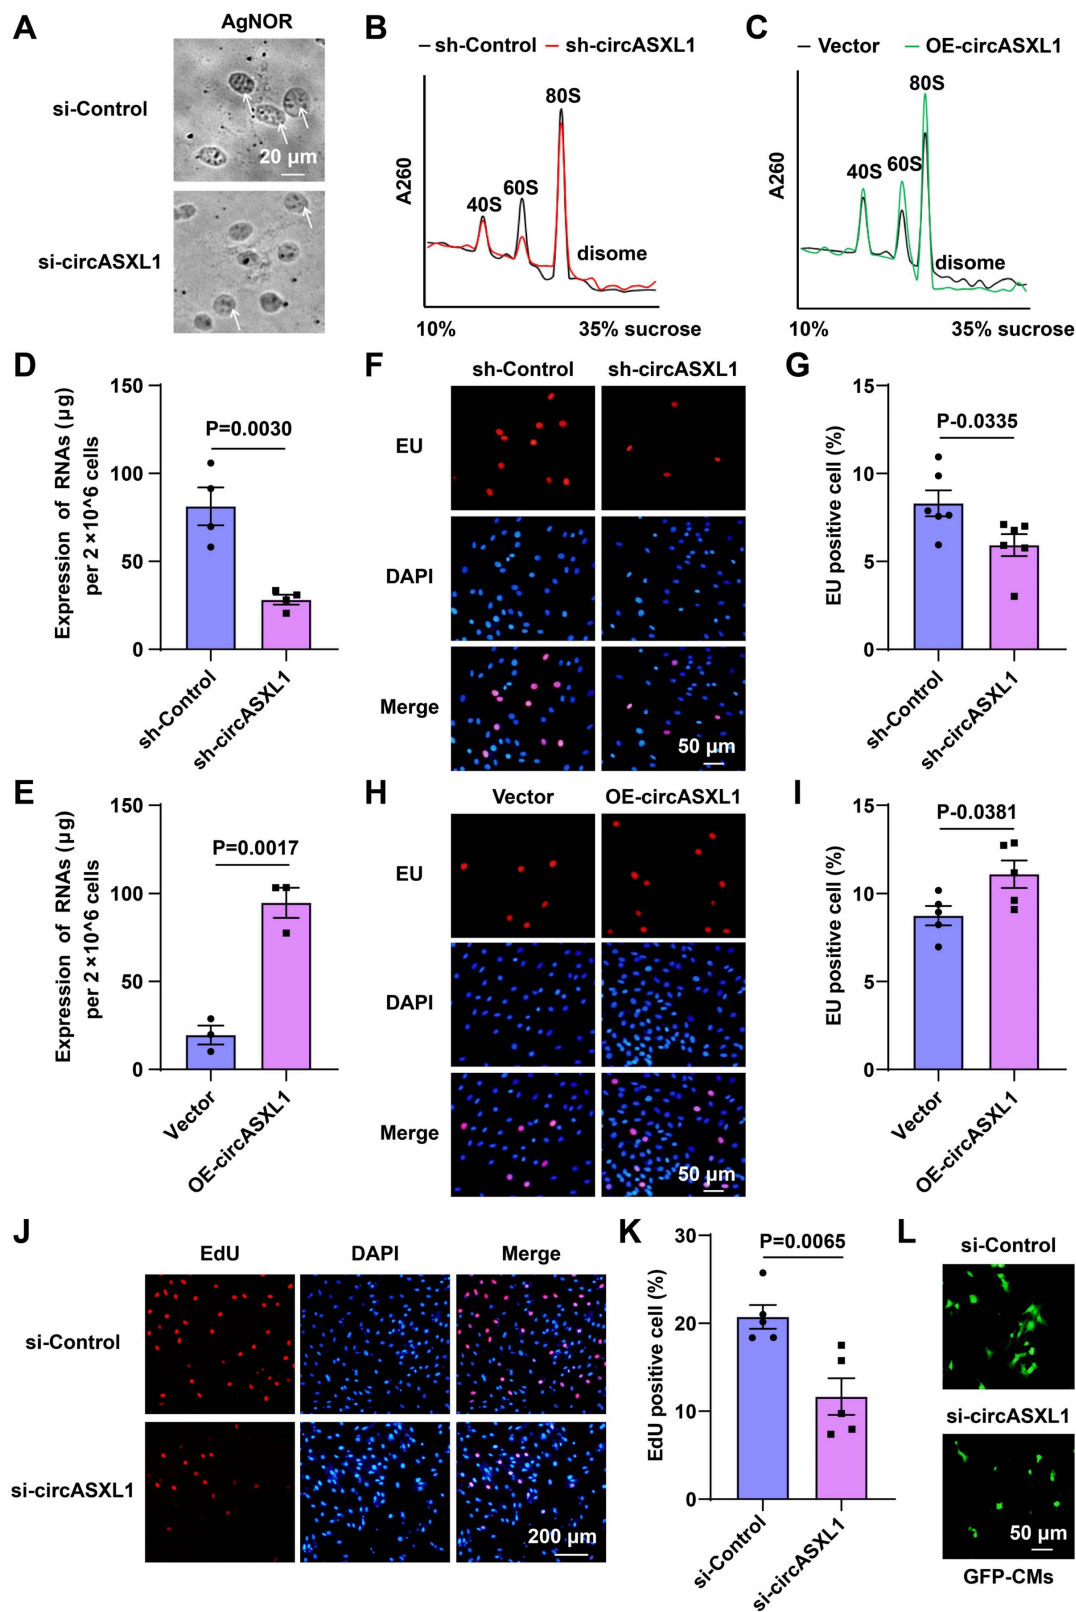 A
AgNOR
si-Control
20 µm
si-circASXL1
B
sh-Control sh-circASXL1
A260
40S
60S
80S
disome
10% 35% sucrose
C
Vector OE-circASXL1
A260
40S
60S
80S
disome
10% 35% sucrose
D
Expression of RNAs (µg)
per 2 ×10^6 cells
150
100
50
0
P=0.0030
sh-Control
sh-circASXL1
F
sh-Control sh-circASXL1
EU
DAPI
Merge
50 µm
G
EU positive cell (%)
15
10
5
0
P-0.0335
sh-Control
sh-circASXL1
E
Expression of RNAs (µg)
per 2 ×10^6 cells
150
100
50
0
P=0.0017
Vector
OE-circASXL1
H
Vector OE-circASXL1
EU
DAPI
Merge
50 µm
I
EU positive cell (%)
15
10
5
0
P-0.0381
Vector
OE-circASXL1
J
EdU DAPI Merge
si-Control
si-circASXL1
200 µm
K
EdU positive cell (%)
30
20
10
0
P=0.0065
si-Control
si-circASXL1
L
si-Control
si-circASXL1
50 µm
GFP-CMs